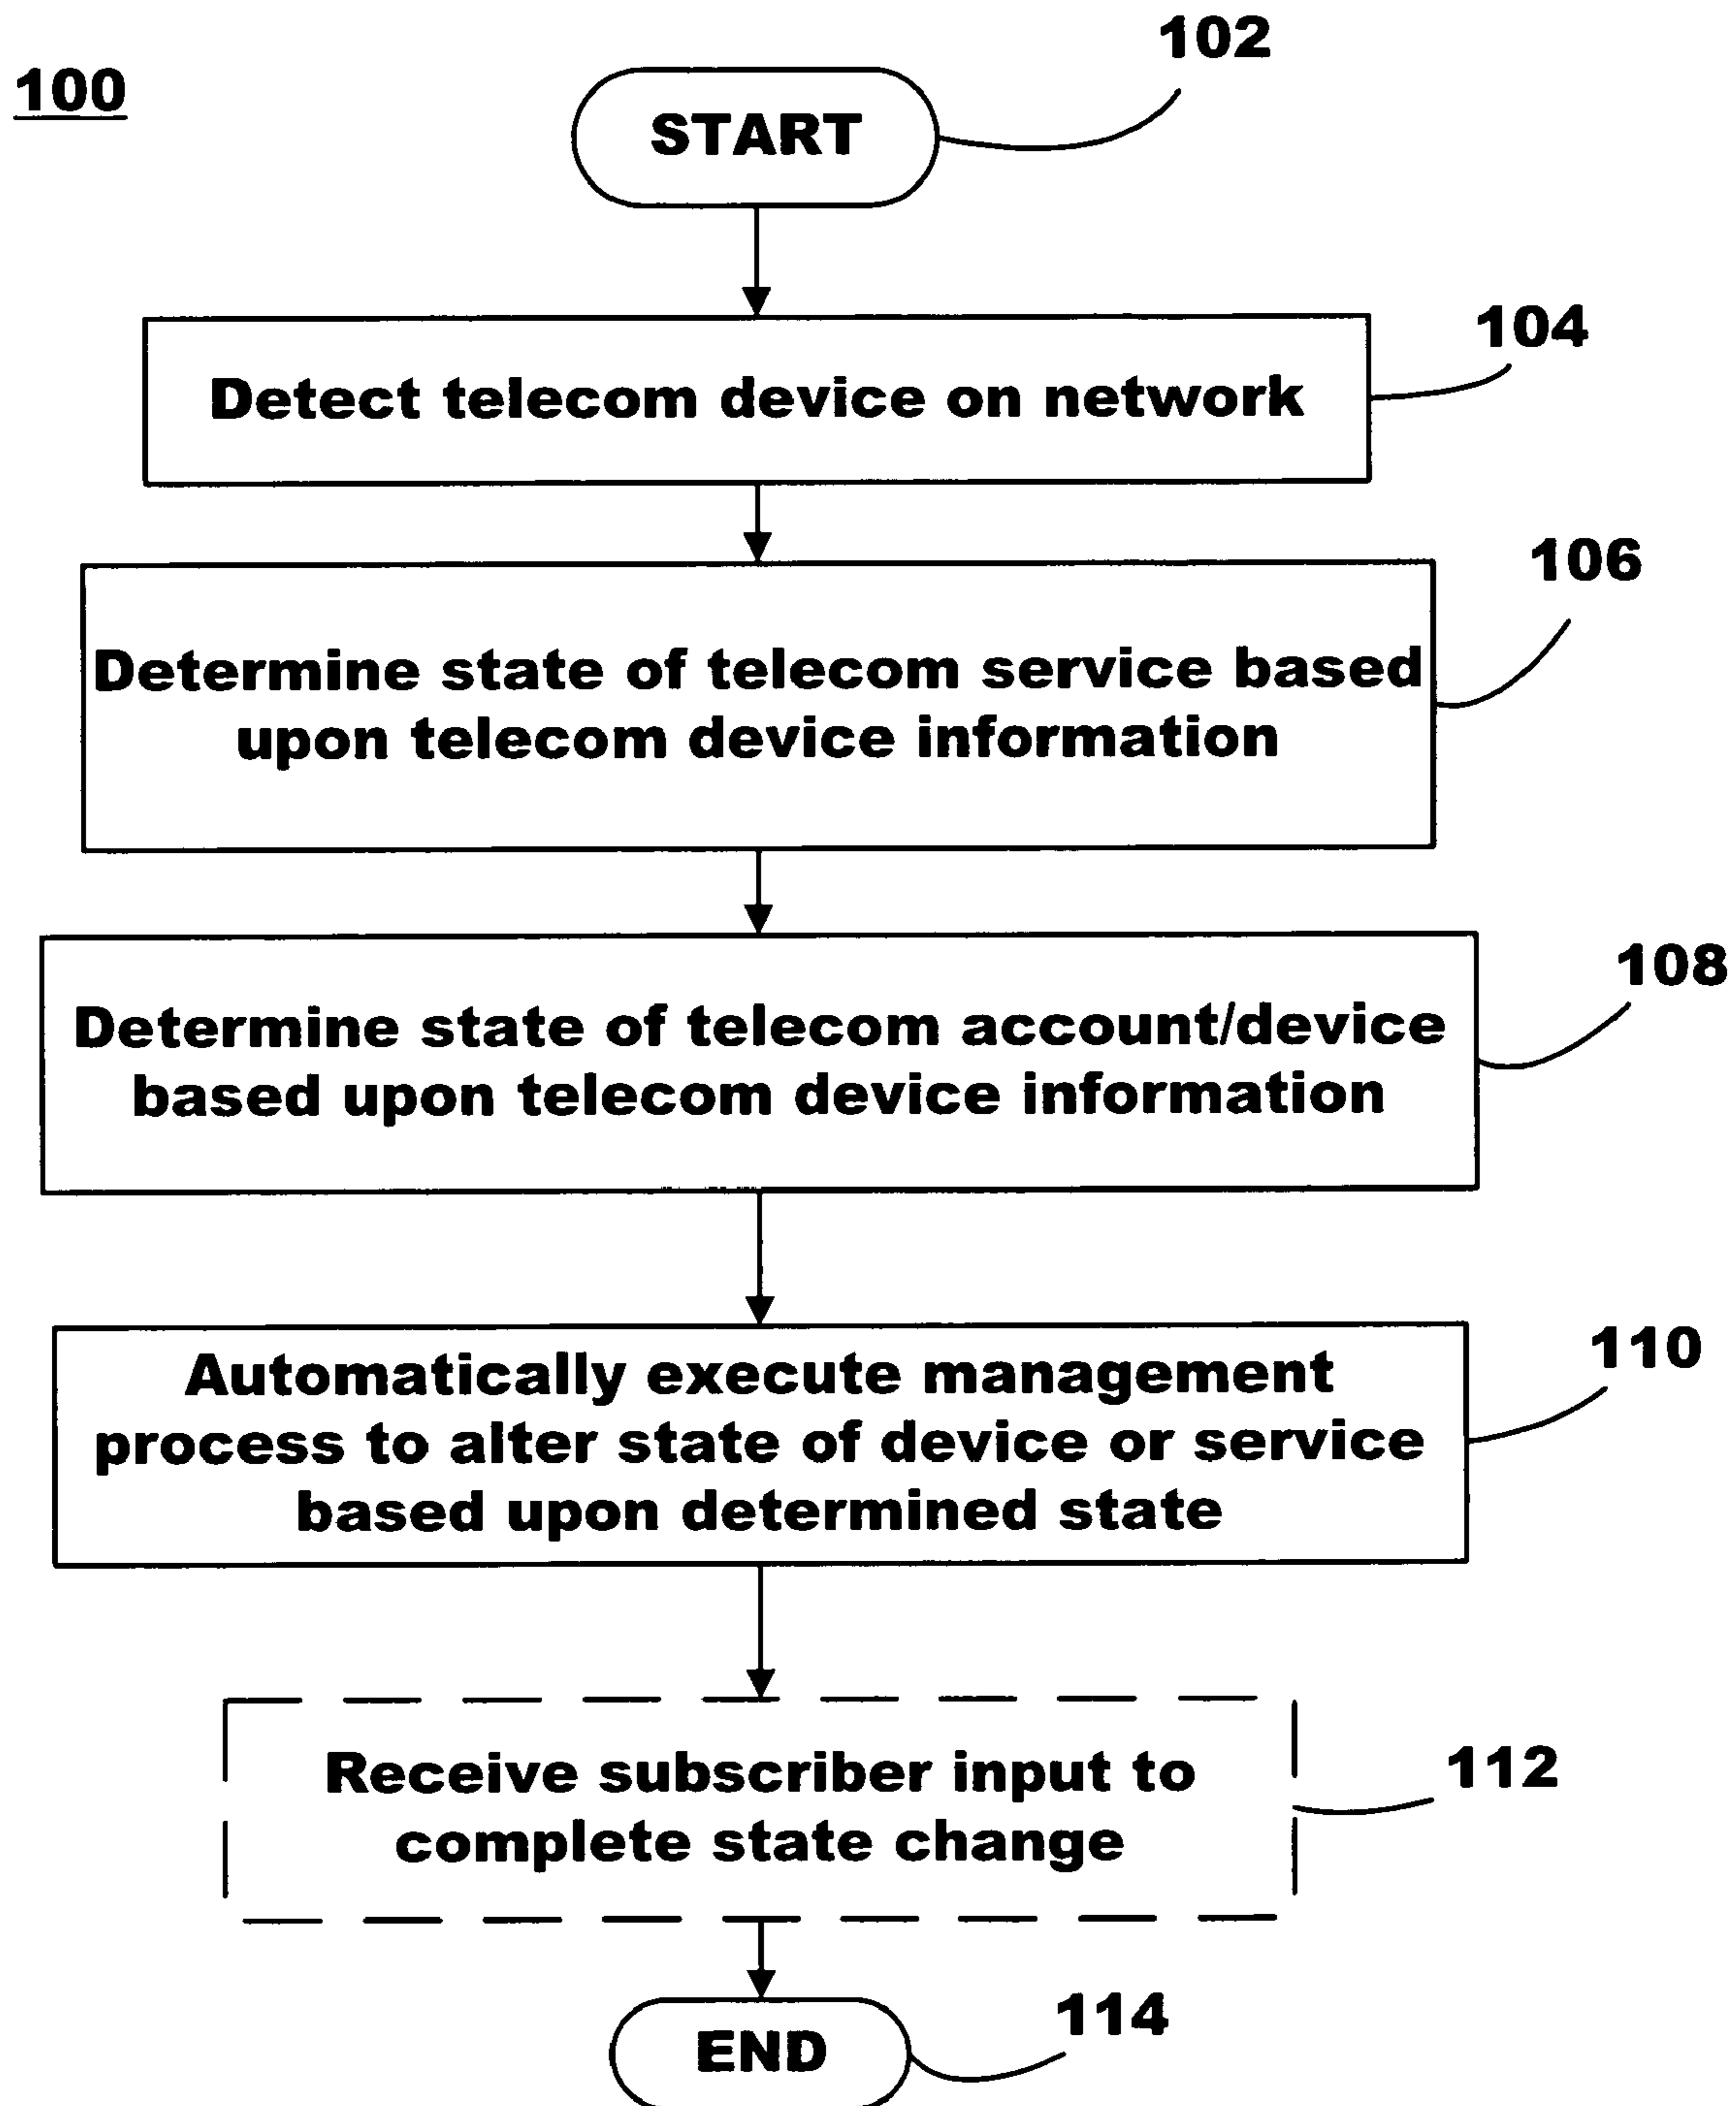 102
100
START
104
Detect telecom device on network
106
Determine state of telecom service based
upon telecom device information
108
Determine state of telecom account/device
based upon telecom device information
110
Automatically execute management
process to alter state of device or service
based upon determined state
112
Receive subscriber input to
complete state change
114
END